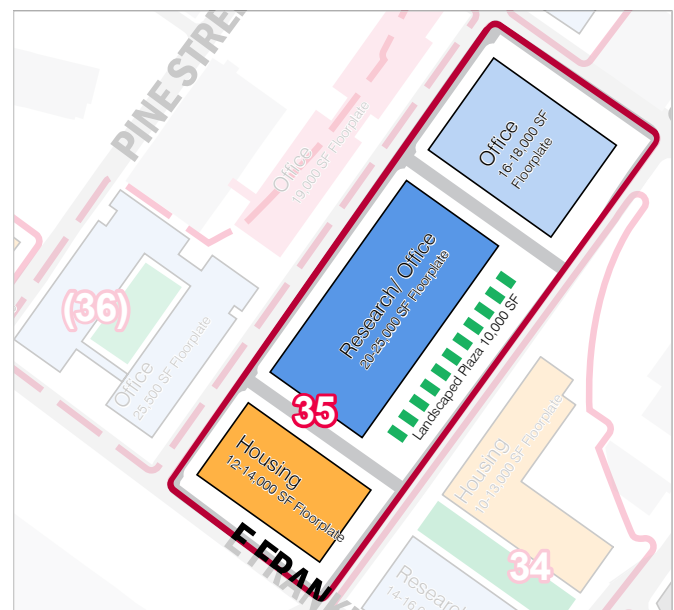 PINE STREE
Office
19,000 SF Floorplate
Office
16-18,000 SF
Floorplate
Research/ Office
20-25,000 SF Floorplate
Landscaped Plaza 10,000 SF
(36)
Office
25,500 SF Floorplate
35
Housing
12-14,000 SF Floorplate
Housing
10-13,000 SF Floorplate
34
E FRANK